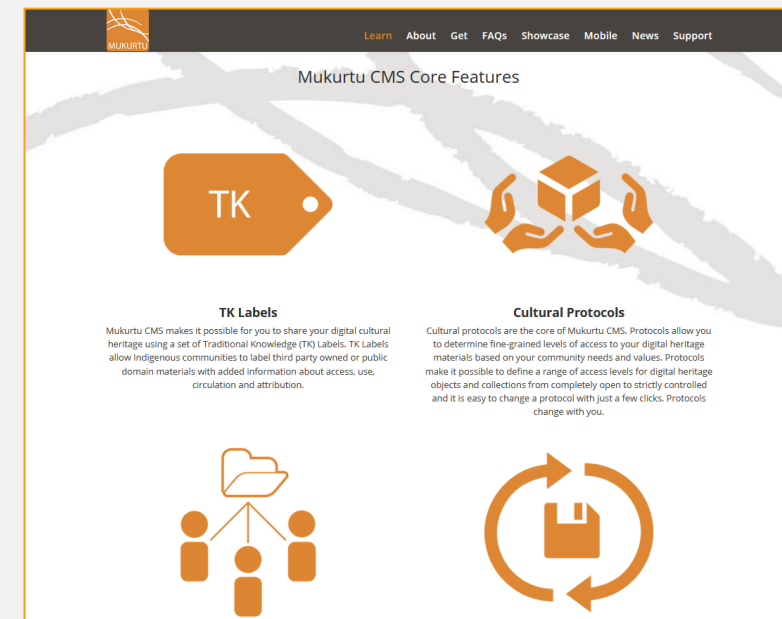 MUKURTU
Learn About Get FAQs Showcase Mobile News Support
Mukurtu CMS Core Features
TK
TK Labels
Mukurtu CMS makes it possible for you to share your digital cultural
heritage using a set of Traditional Knowledge (TK) Labels. TK Labels
allow Indigenous communities to label third party owned or public
domain materials with added information about access, use,
circulation and attribution.
Cultural Protocols
Cultural protocols are the core of Mukurtu CMS. Protocols allow you
to determine fine-grained levels of access to your digital heritage
materials based on your community needs and values. Protocols
make it possible to define a range of access levels for digital heritage
objects and collections from completely open to strictly controlled
and it is easy to change a protocol with just a few clicks. Protocols
change with you.